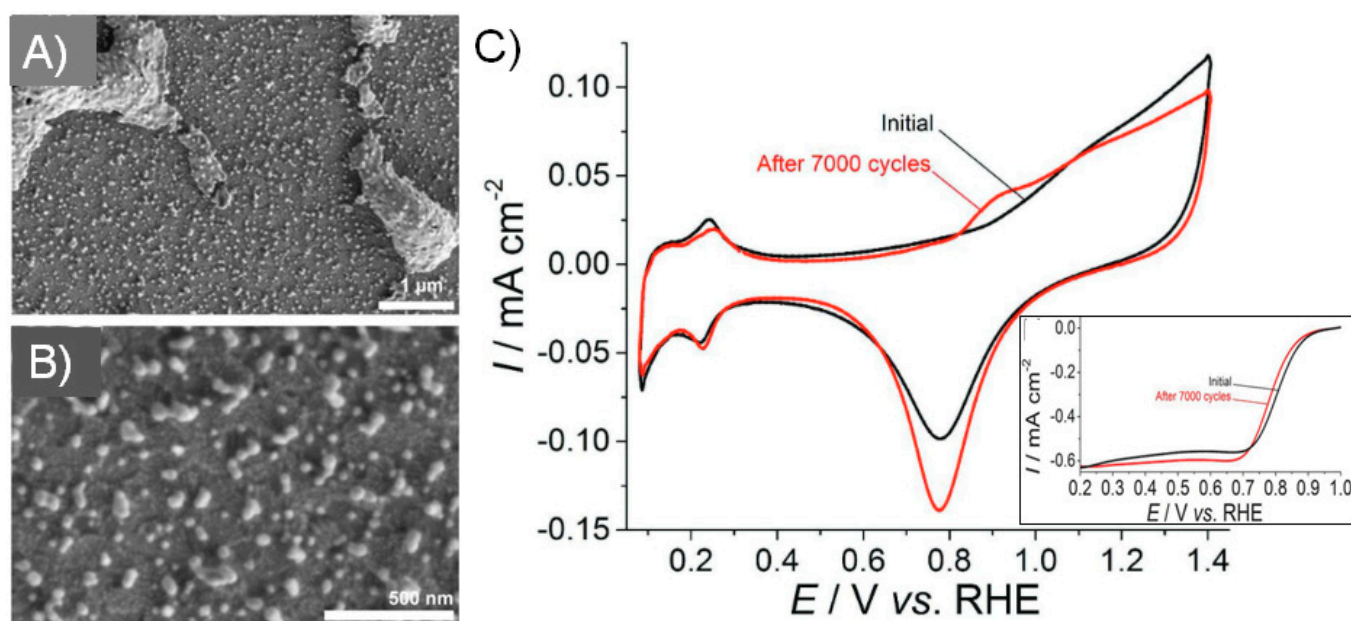 A)
1 μm
B)
500 nm
C)
I / mA cm⁻²
0.10
0.05
0.00
-0.05
-0.10
-0.15
Initial
After 7000 cycles
0.2
0.4
0.6
0.8
1.0
1.2
1.4
E / V vs. RHE
I / mA cm⁻²
0.0
-0.2
-0.4
-0.6
Initial
After 7000 cycles
0.2 0.3 0.4 0.5 0.6 0.7 0.8 0.9 1.0
E / V vs. RHE